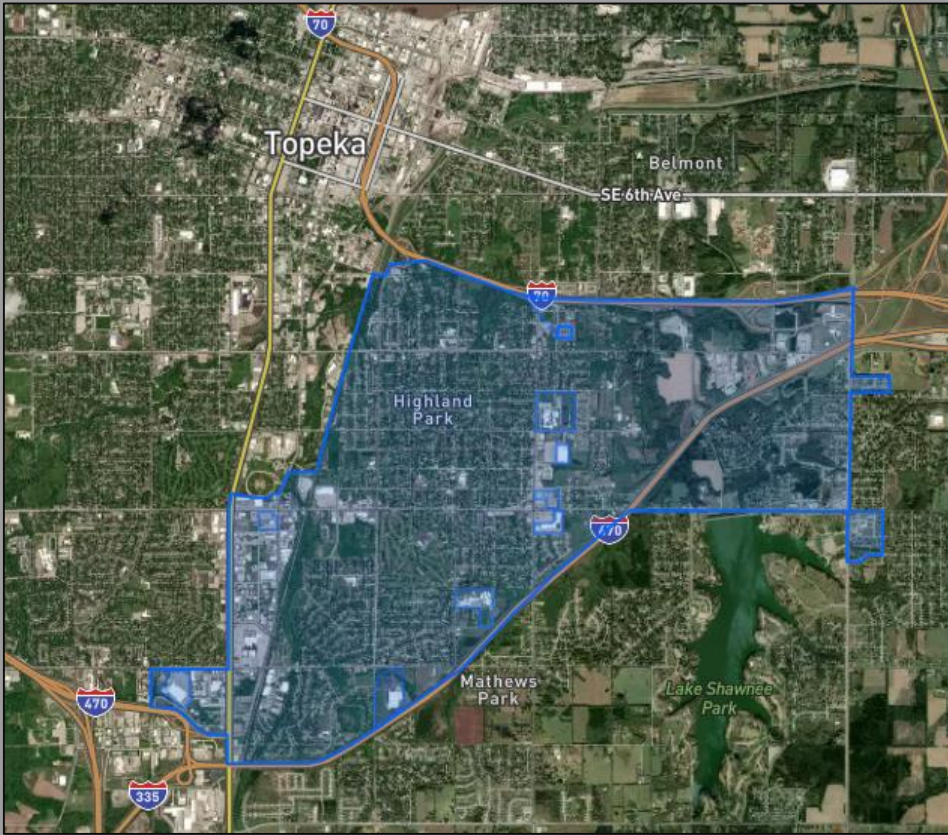 70
Topeka
Belmont
SE 6th Ave
70
Highland
Park
470
Mathews
Park
Lake Shawnee
Park
470
335